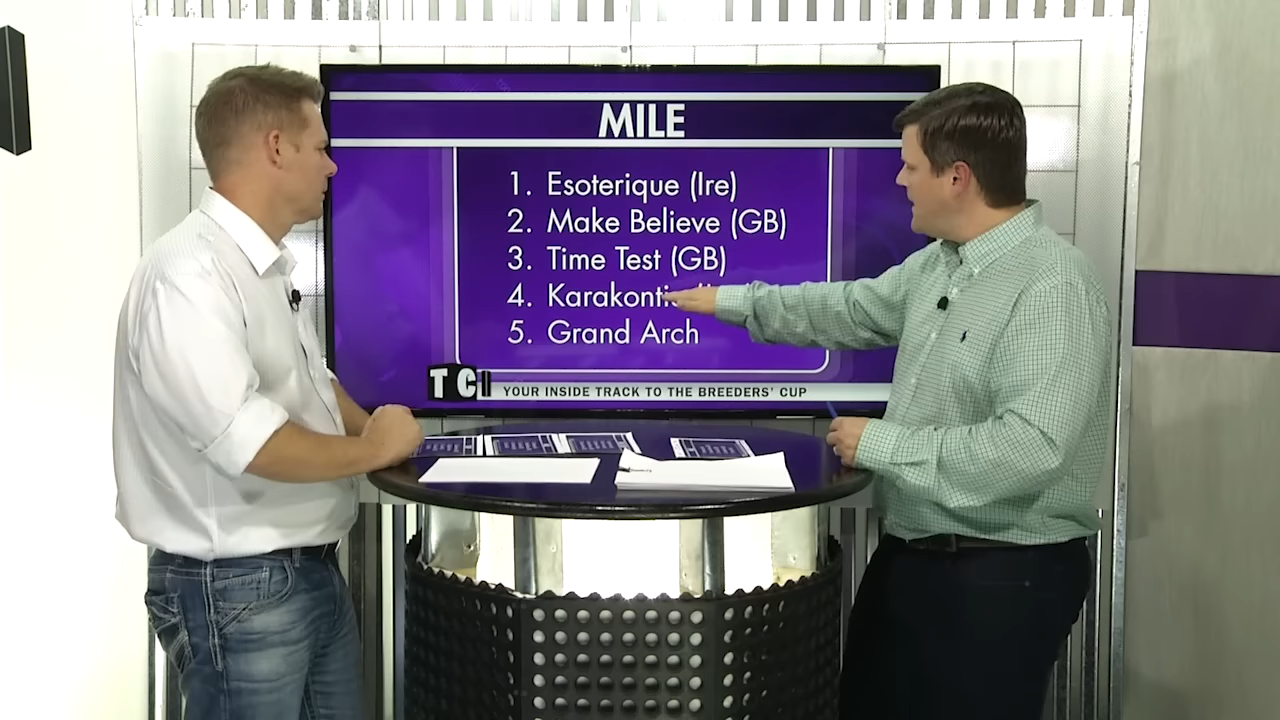 MILE
1. Esoterique (Ire)
2. Make Believe (GB)
3. Time Test (GB)
4. Karakontie
5. Grand Arch
TCI YOUR INSIDE TRACK TO THE BREEDERS' CUP